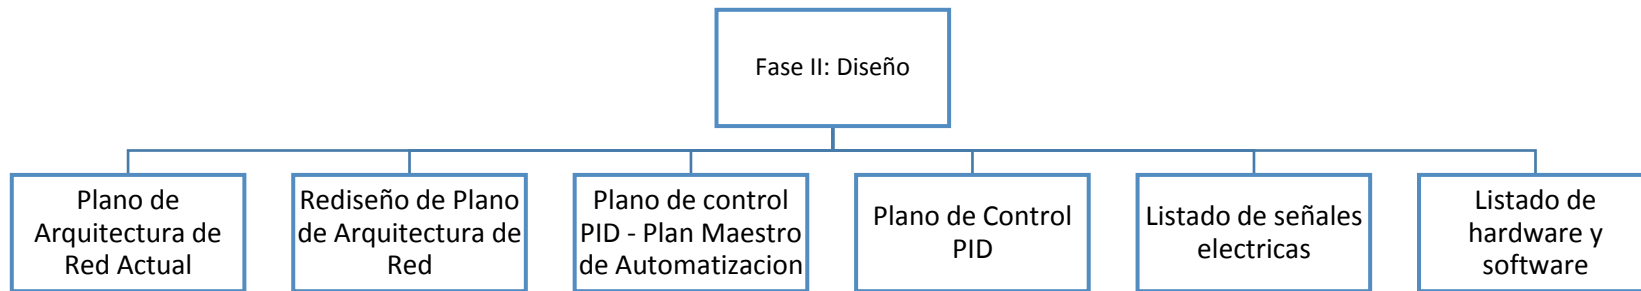 Fase II: Diseño
Plano de
Arquitectura de
Red Actual
Rediseño de Plano
de Arquitectura de
Red
Plano de control
PID - Plan Maestro
de Automatizacion
Plano de Control
PID
Listado de señales
electricas
Listado de
hardware y
software